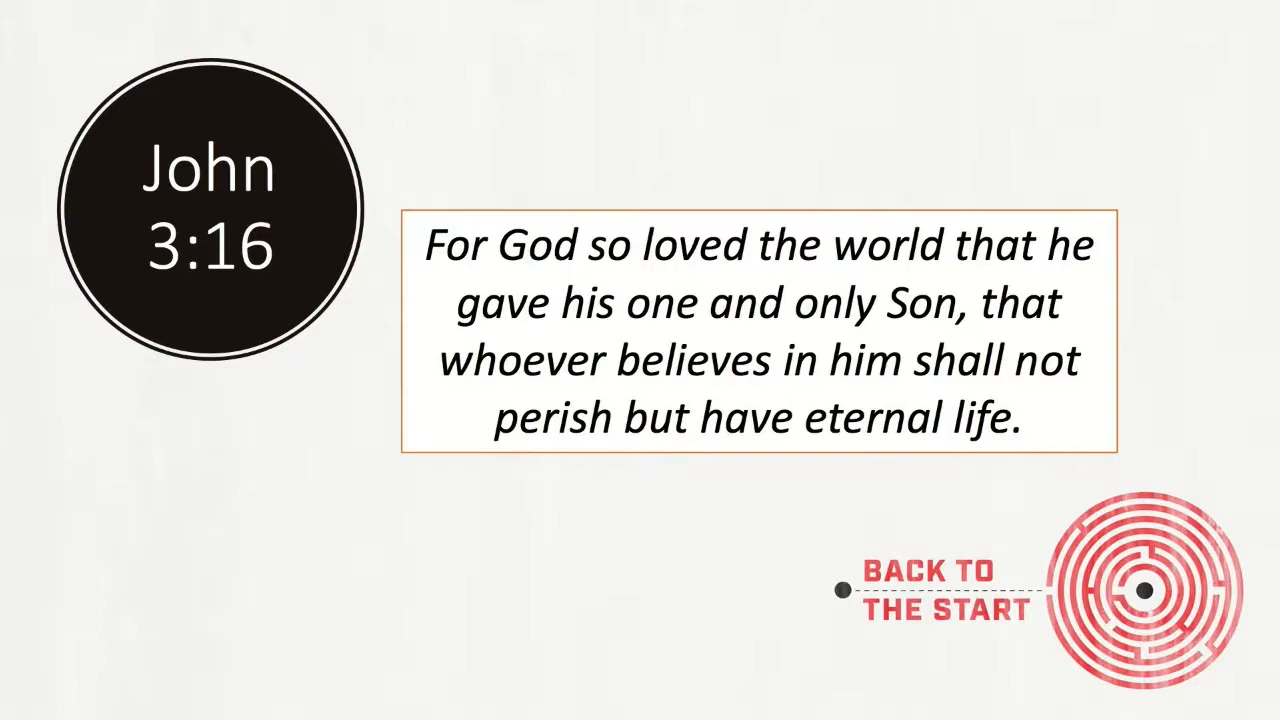 John
3:16
For God so loved the world that he
gave his one and only Son, that
whoever believes in him shall not
perish but have eternal life.
BACK TO
THE START